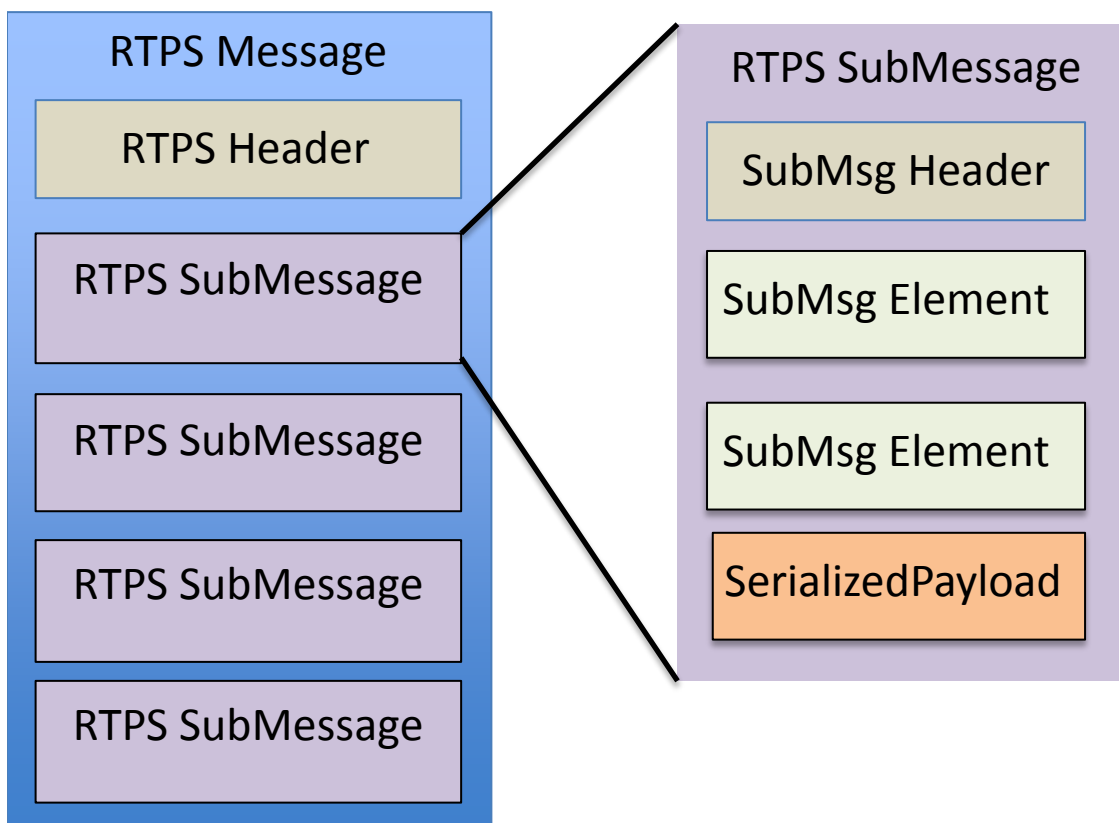 RTPS Message
RTPS Header
RTPS SubMessage
RTPS SubMessage
RTPS SubMessage
RTPS SubMessage
RTPS SubMessage
SubMsg Header
SubMsg Element
SubMsg Element
SerializedPayload